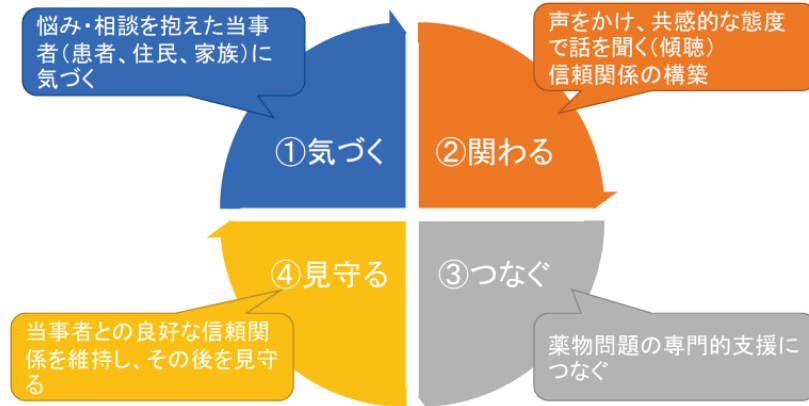 悩み・相談を抱えた当事
者(患者、住民、家族)に
気づく
声をかけ、共感的な態度
で話を聞く(傾聴)
信頼関係の構築
①気づく
②関わる
④見守る
③つなぐ
当事者との良好な信頼関
係を維持し、その後を見守
る
薬物問題の専門的支援に
つなぐ